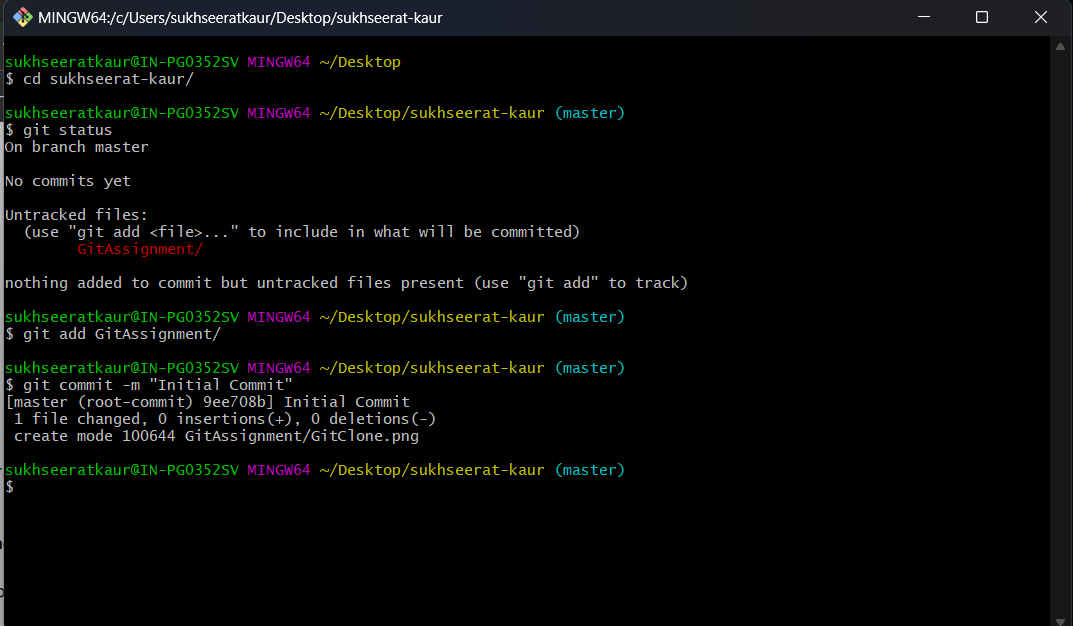 MINGW64:/c/Users/sukhseeratkaur/Desktop/sukhseerat-kaur
sukhseeratkaur@IN-PG0352SV MINGW64 ~/Desktop
$ cd sukhseerat-kaur/
sukhseeratkaur@IN-PG0352SV MINGW64 ~/Desktop/sukhseerat-kaur (master)
$ git status
On branch master
No commits yet
Untracked files:
  (use "git add <file>..." to include in what will be committed)
        GitAssignment/
nothing added to commit but untracked files present (use "git add" to track)
sukhseeratkaur@IN-PG0352SV MINGW64 ~/Desktop/sukhseerat-kaur (master)
$ git add GitAssignment/
sukhseeratkaur@IN-PG0352SV MINGW64 ~/Desktop/sukhseerat-kaur (master)
$ git commit -m "Initial Commit"
[master (root-commit) 9ee708b] Initial Commit
 1 file changed, 0 insertions(+), 0 deletions(-)
 create mode 100644 GitAssignment/GitClone.png
sukhseeratkaur@IN-PG0352SV MINGW64 ~/Desktop/sukhseerat-kaur (master)
$